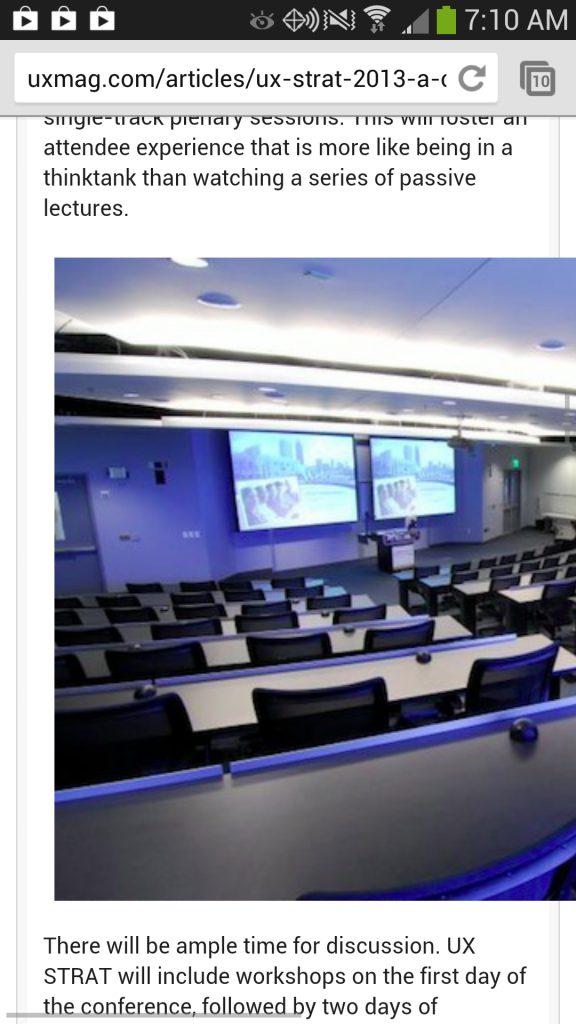 7:10 AM
uxmag.com/articles/ux-strat-2013-a-c
10
single-track plenary sessions. This will foster an
attendee experience that is more like being in a
thinktank than watching a series of passive
lectures.
There will be ample time for discussion. UX
STRAT will include workshops on the first day of
the conference, followed by two days of